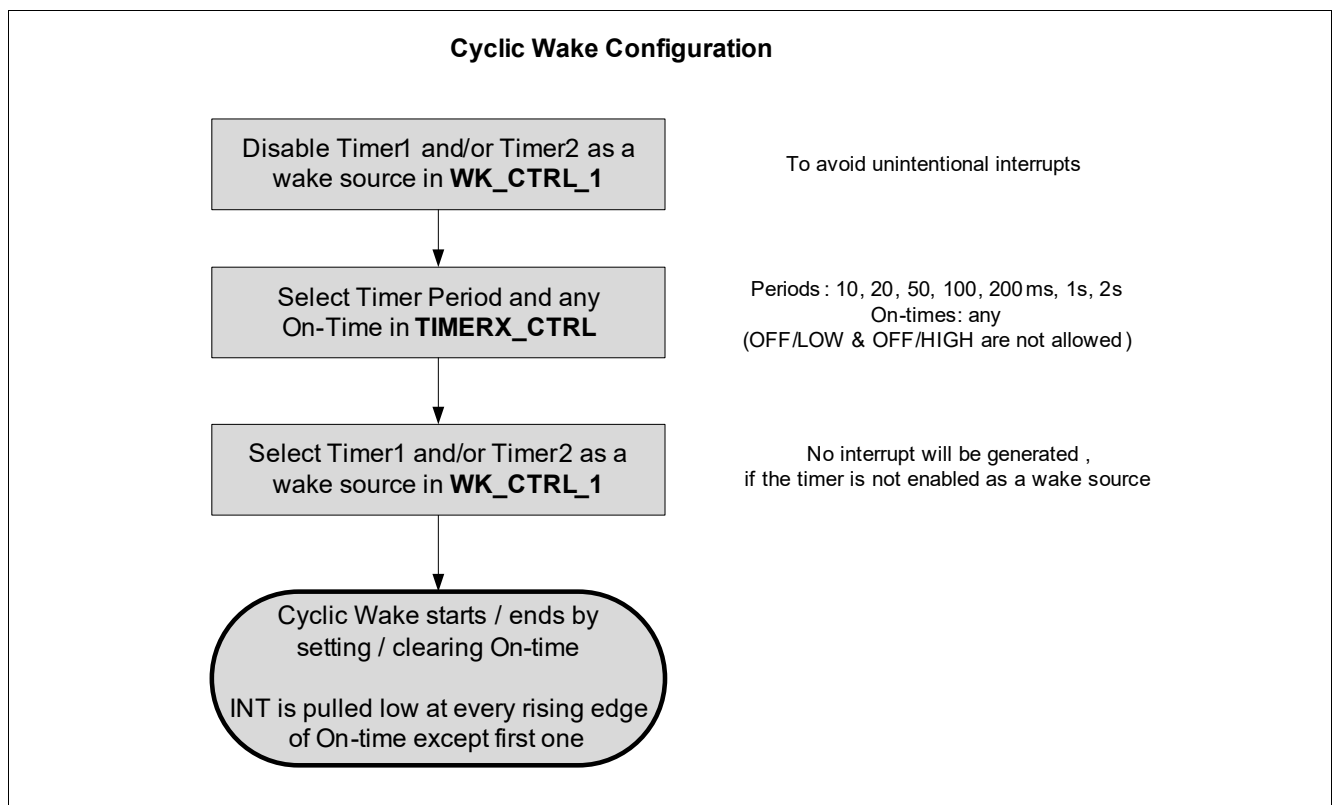 Cyclic Wake Configuration
Disable Timer1 and/or Timer2 as a
wake source in WK_CTRL_1
To avoid unintentional interrupts
Select Timer Period and any
On-Time in TIMERX_CTRL
Periods : 10, 20, 50, 100, 200 ms, 1s, 2s
On-times: any
(OFF/LOW & OFF/HIGH are not allowed )
Select Timer1 and/or Timer2 as a
wake source in WK_CTRL_1
No interrupt will be generated ,
if the timer is not enabled as a wake source
Cyclic Wake starts / ends by
setting / clearing On-time
INT is pulled low at every rising edge
of On-time except first one